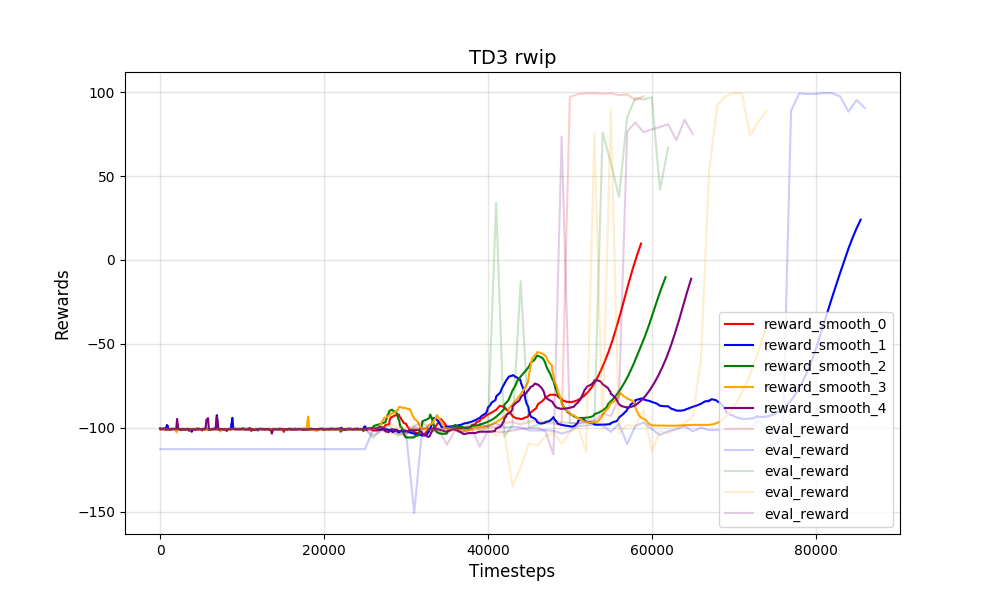 TD3 rwip
Rewards
100
50
0
−50
−100
−150
0
20000
40000
60000
80000
Timesteps
reward_smooth_0
reward_smooth_1
reward_smooth_2
reward_smooth_3
reward_smooth_4
eval_reward
eval_reward
eval_reward
eval_reward
eval_reward